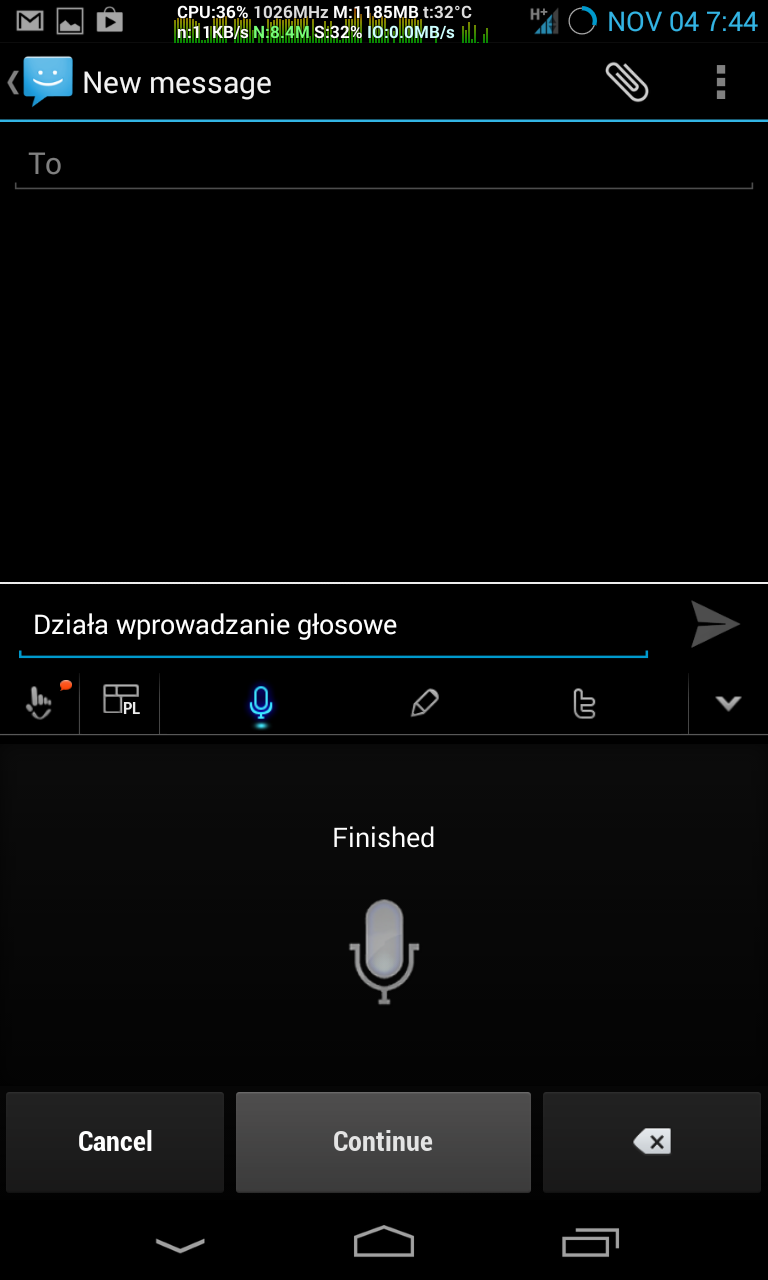 CPU:36% 1026MHz M:1185MB t:32°C
n:11KB/s N:8.4M S:32% IO:0.0MB/s
H+
NOV 04 7:44
New message
To
Działa wprowadzanie głosowe
PL
Finished
Cancel
Continue